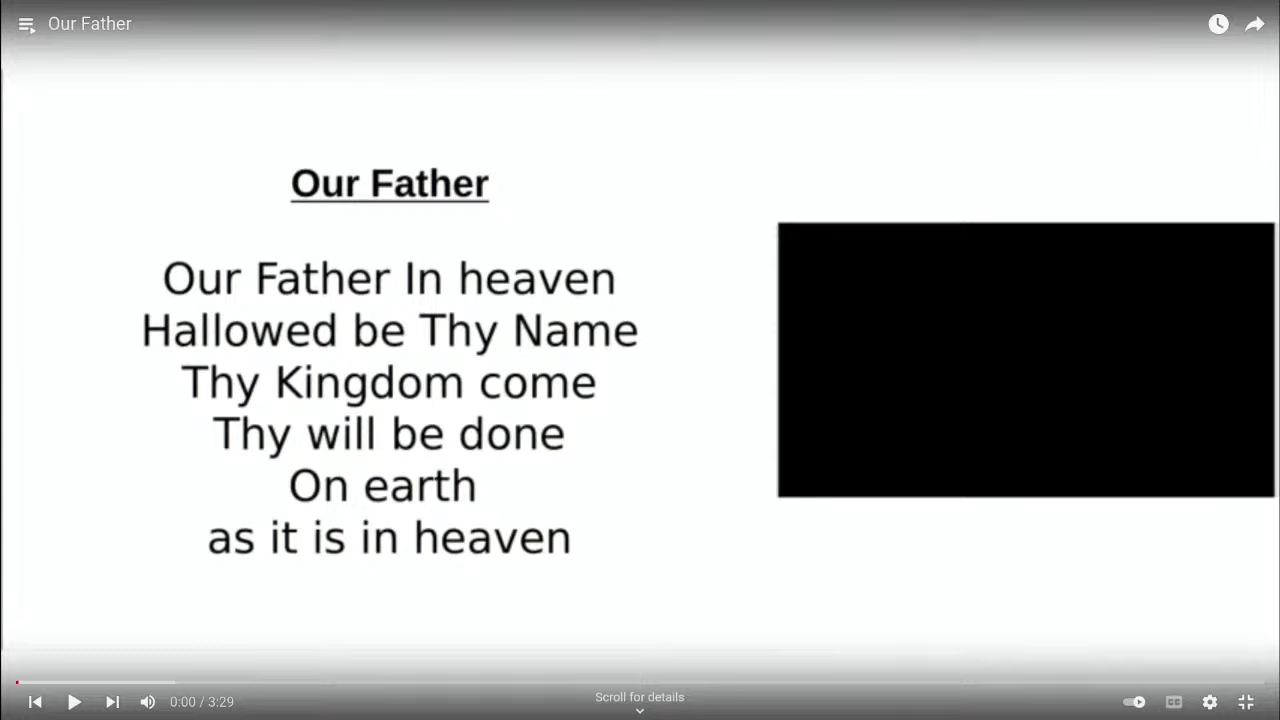 Our Father
Our Father
Our Father In heaven
Hallowed be Thy Name
Thy Kingdom come
Thy will be done
On earth
as it is in heaven
0:00 / 3:29
Scroll for details
CC